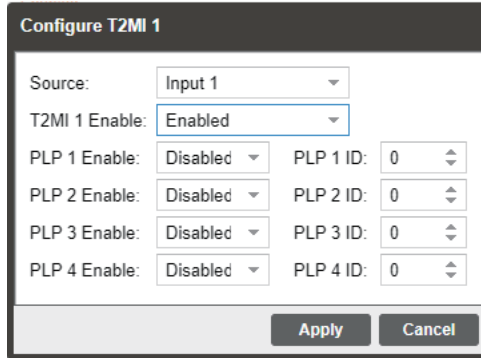 Configure T2MI 1
Source: Input 1
T2MI 1 Enable: Enabled
PLP 1 Enable: Disabled PLP 1 ID: 0
PLP 2 Enable: Disabled PLP 2 ID: 0
PLP 3 Enable: Disabled PLP 3 ID: 0
PLP 4 Enable: Disabled PLP 4 ID: 0
Apply Cancel